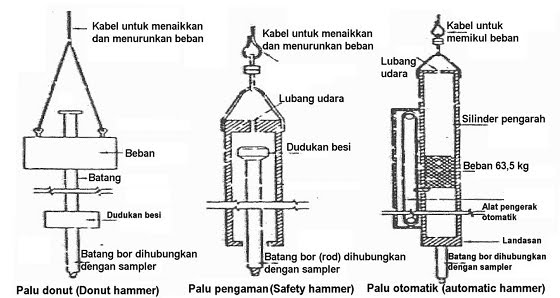 Kabel untuk menaikkan
dan menurunkan beban
Beban
Batang
Dudukan besi
Batang bor dihubungkan
dengan sampler
Palu donut (Donut hammer)
Kabel untuk menaikkan
dan menurunkan beban
Lubang udara
Dudukan besi
Batang bor (rod) dihubungkan
dengan sampler
Palu pengaman (Safety hammer)
Kabel untuk
memikul beban
Lubang
udara
Silinder pengarah
Beban 63,5 kg
Alat pengerak
otomatik
Landasan
Batang bor dihubungkan
dengan sampler
Palu otomatik (automatic hammer)